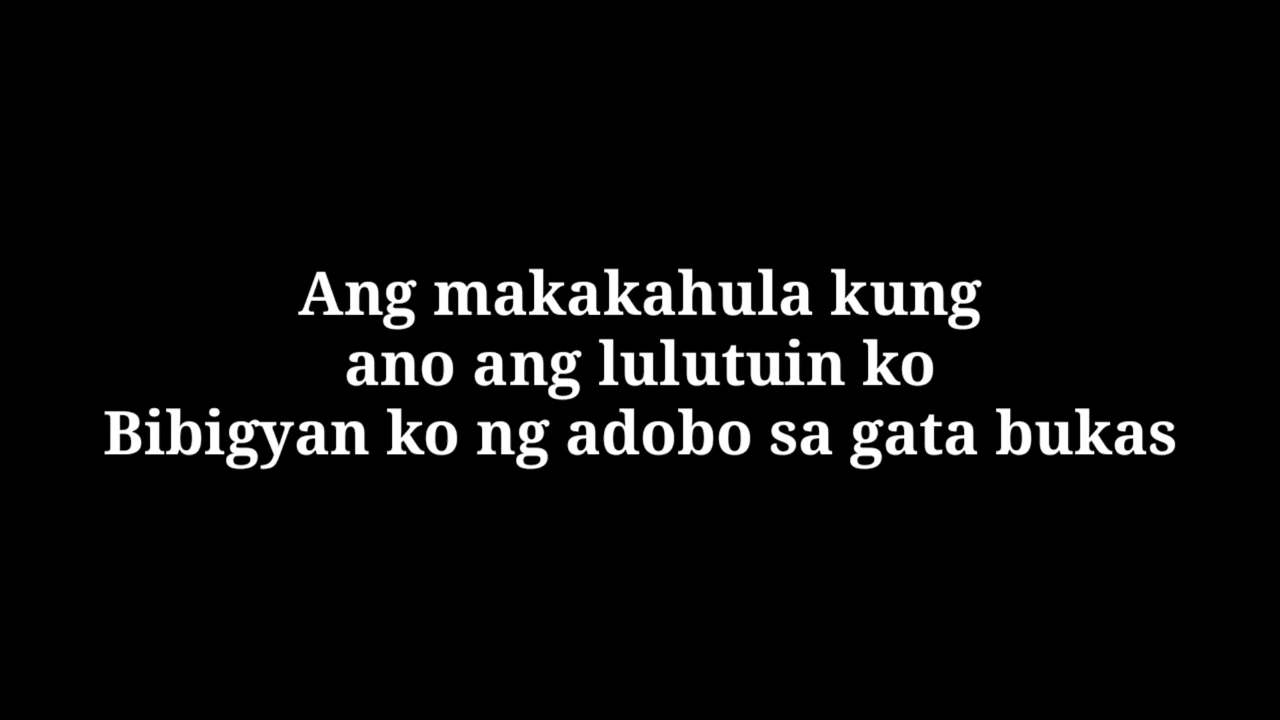 Ang makakahula kung
ano ang lulutuin ko
Bibigyan ko ng adobo sa gata bukas